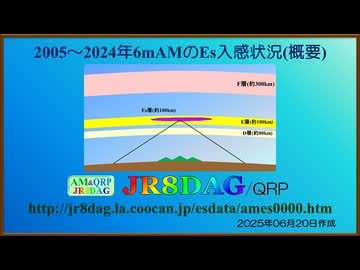 2005～2024年6mAMのEs入感状況(概要)
F層(約300km)
Es層(約100km)
E層(約100km)
D層(約80km)
AM&QRP
JR8DAG
JR8DAG/QRP
http://jr8dag.la.coocan.jp/esdata/ames0000.htm
2025年06月20日作成